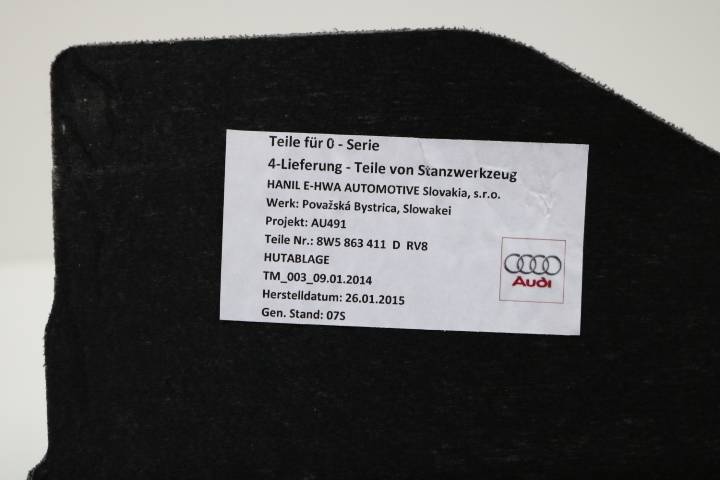 Teile für 0 - Serie
4-Lieferung - Teile von Stanzwerkzeug
HANIL E-HWA AUTOMOTIVE Slovakia, s.r.o.
Werk: Považská Bystrica, Slowakei
Projekt: AU491
Teile Nr.: 8W5 863 411 D RV8
HUTABLAGE
TM_003_09.01.2014
Herstelldatum: 26.01.2015
Gen. Stand: 07S
Audi